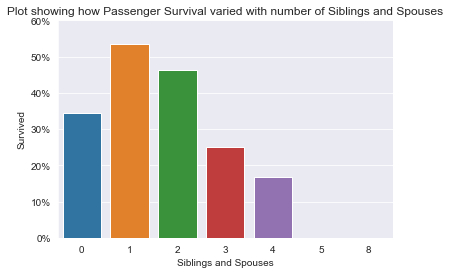 Plot showing how Passenger Survival varied with number of Siblings and Spouses
60%
50%
40%
30%
20%
10%
0%
Survived
0 1 2 3 4 5 8
Siblings and Spouses